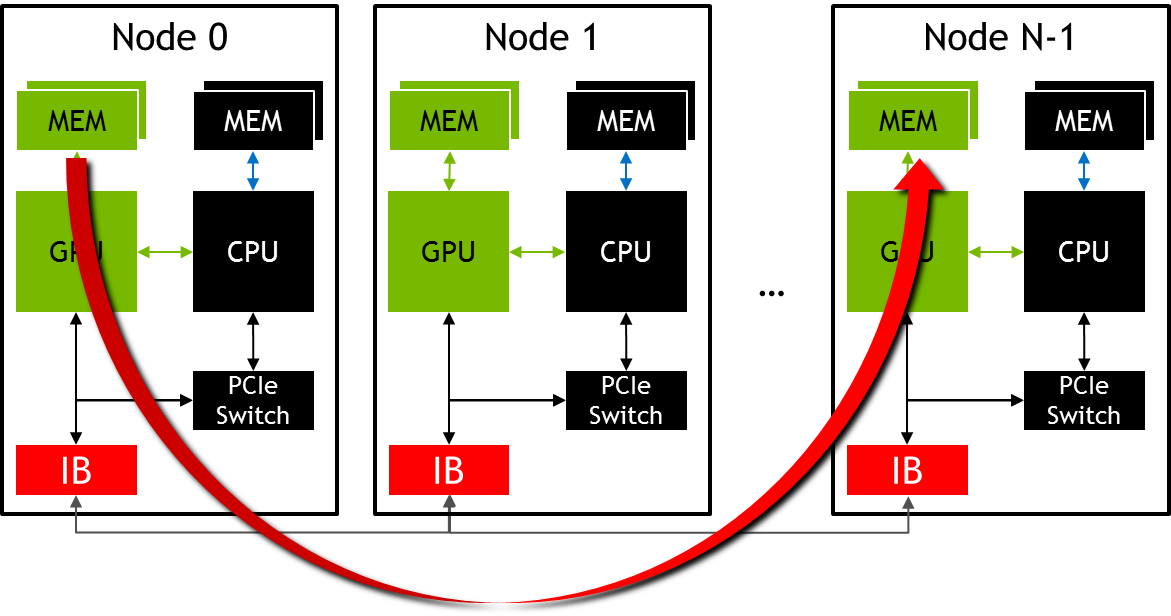 Node 0
MEM
MEM
GPU
CPU
PCIe
Switch
IB
Node 1
MEM
MEM
GPU
CPU
PCIe
Switch
IB
...
Node N-1
MEM
MEM
GPU
CPU
PCIe
Switch
IB